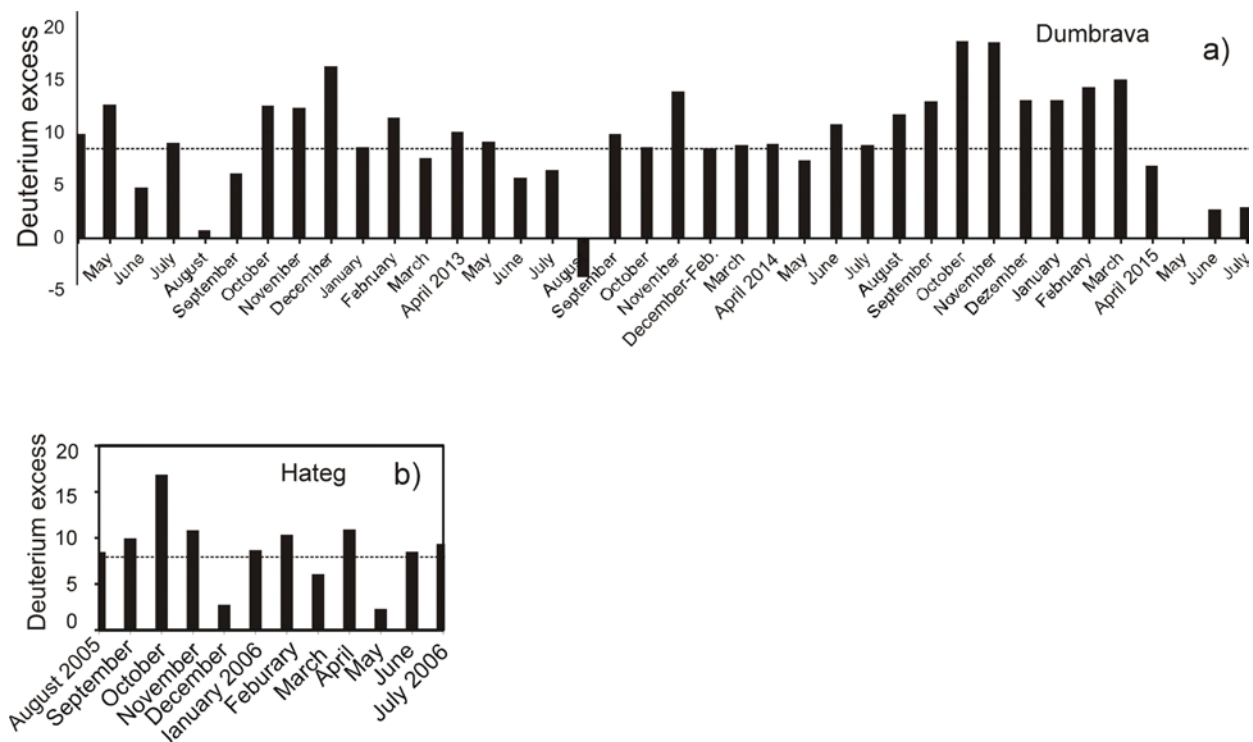 Deuterium excess
20
15
10
5
0
-5
Dumbrava
a)
May
June
July
August
September
October
November
December
January
February
March
April 2013
May
June
July
August
September
October
November
December-Feb.
March
April 2014
May
June
July
August
September
October
November
Dezember
January
February
March
April 2015
May
June
July
Deuterium excess
20
15
10
5
0
Hateg
b)
August 2005
September
October
November
December
January 2006
Feburary
March
April
May
June
July 2006